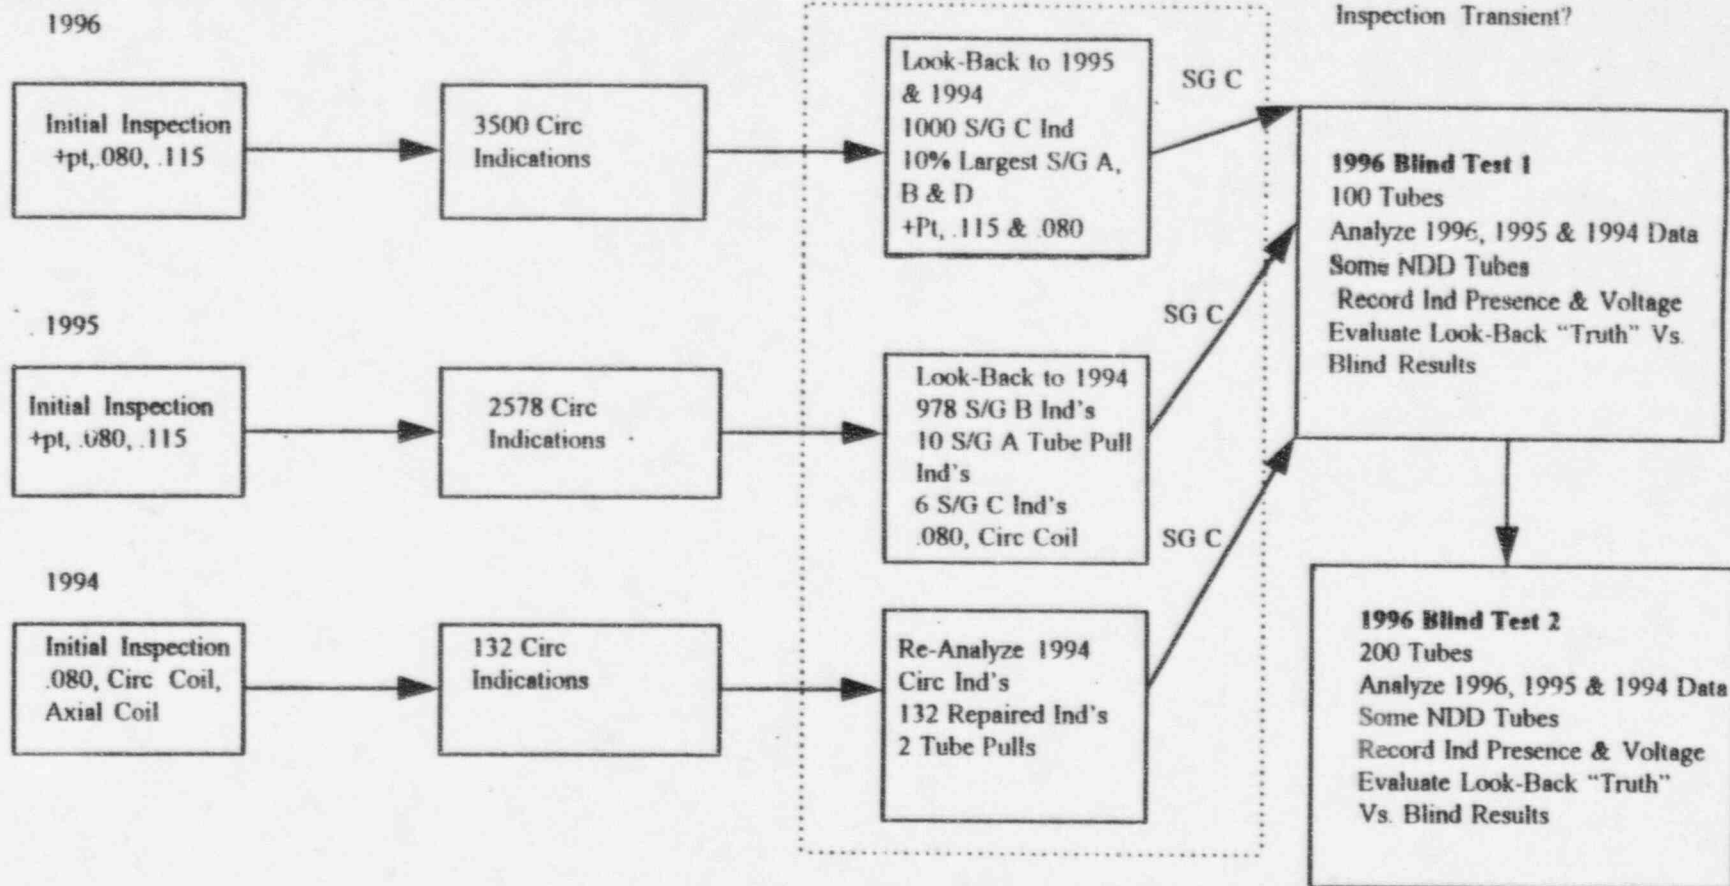 Inspection Transient?
1996
Initial Inspection
+pt,.080, .115
3500 Circ
Indications
Look-Back to 1995
& 1994
1000 S/G C Ind
10% Largest S/G A,
B & D
+Pt, .115 & .080
SG C
1996 Blind Test 1
100 Tubes
Analyze 1996, 1995 & 1994 Data
Some NDD Tubes
Record Ind Presence & Voltage
Evaluate Look-Back “Truth” Vs.
Blind Results
1995
Initial Inspection
+pt, .080, .115
2578 Circ
Indications
Look-Back to 1994
978 S/G B Ind's
10 S/G A Tube Pull
Ind's
6 S/G C Ind's
.080, Circ Coil
SG C
1994
Initial Inspection
.080, Circ Coil,
Axial Coil
132 Circ
Indications
Re-Analyze 1994
Circ Ind's
132 Repaired Ind's
2 Tube Pulls
SG C
1996 Blind Test 2
200 Tubes
Analyze 1996, 1995 & 1994 Data
Some NDD Tubes
Record Ind Presence & Voltage
Evaluate Look-Back “Truth”
Vs. Blind Results